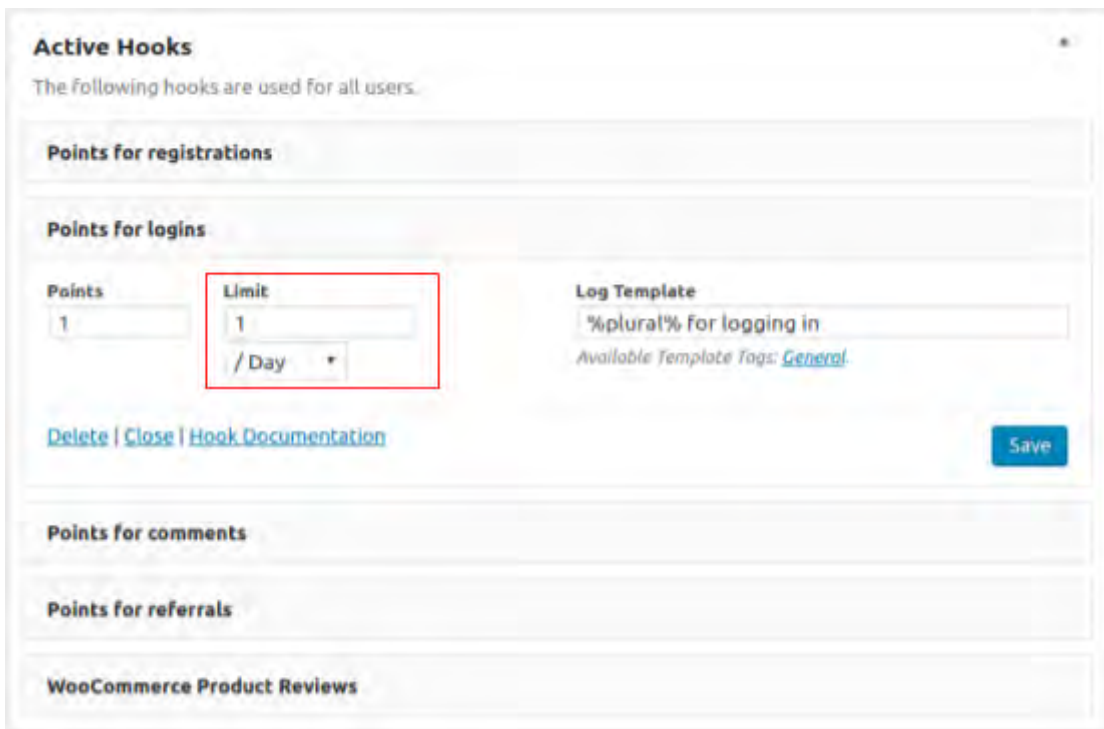 Active Hooks
The following hooks are used for all users.
Points for registrations
Points for logins
Points
Limit
Log Template
1
1
%plural% for logging in
/ Day
Available Template Tags: General.
Delete | Close | Hook Documentation
Save
Points for comments
Points for referrals
WooCommerce Product Reviews